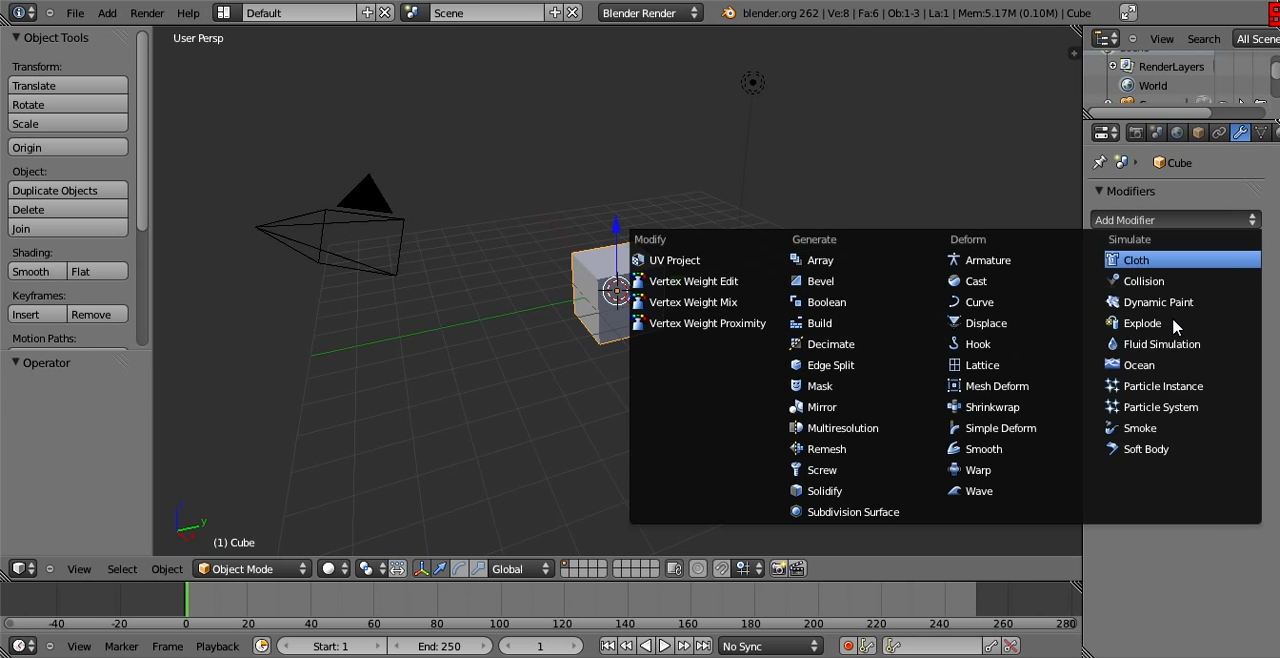 File Add Render Help Default Scene Blender Render blender.org 262 | Ve:8 | Fa:6 | Ob:1-3 | La:1 | Mem:5.17M (0.10M) | Cube
Object Tools
Transform:
Translate
Rotate
Scale
Origin
Object:
Duplicate Objects
Delete
Join
Shading:
Smooth Flat
Keyframes:
Insert Remove
Motion Paths:
Operator
User Persp
y
(1) Cube
View Search All Scene
RenderLayers
World
Cube
Modifiers
Add Modifier
Modify
UV Project
Vertex Weight Edit
Vertex Weight Mix
Vertex Weight Proximity
Generate
Array
Bevel
Boolean
Build
Decimate
Edge Split
Mask
Mirror
Multiresolution
Remesh
Screw
Solidify
Subdivision Surface
Deform
Armature
Cast
Curve
Displace
Hook
Lattice
Mesh Deform
Shrinkwrap
Simple Deform
Smooth
Warp
Wave
Simulate
Cloth
Collision
Dynamic Paint
Explode
Fluid Simulation
Ocean
Particle Instance
Particle System
Smoke
Soft Body
View Select Object Object Mode Global
-40 -20 0 20 40 60 80 100 120 140 160 180 200 220 240 260 280
View Marker Frame Playback Start: 1 End: 250 1 No Sync